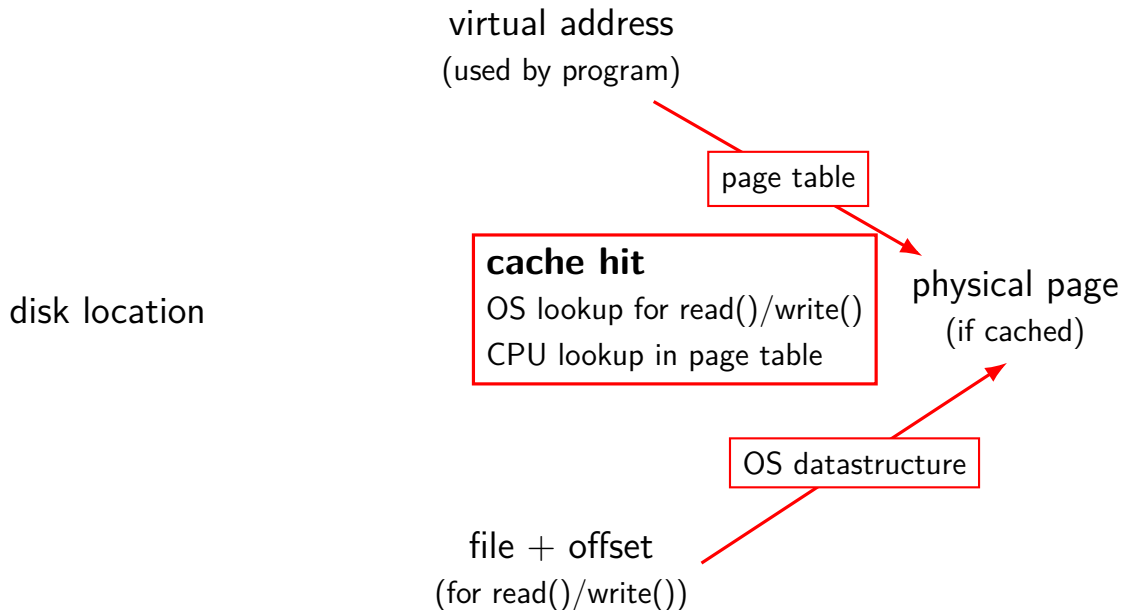 virtual address
(used by program)
page table
cache hit
OS lookup for read()/write()
CPU lookup in page table
disk location
physical page
(if cached)
OS datastructure
file + offset
(for read()/write())